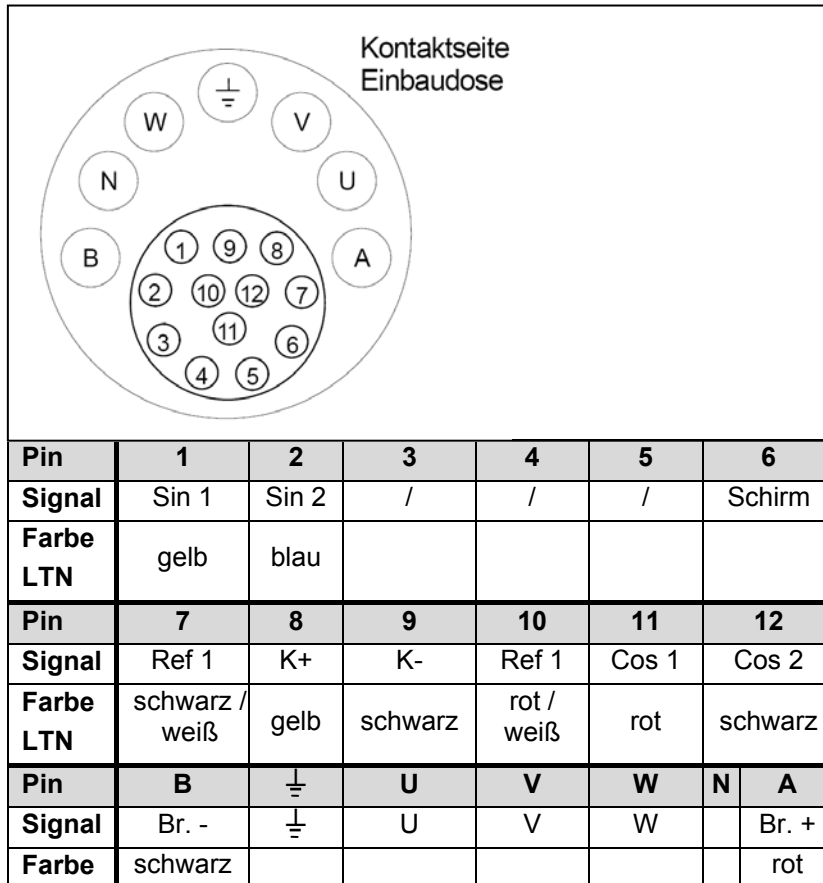 Kontaktseite
Einbaudose
⏚
W V
N U
B A
1 9 8
2 10 12 7
11
3 6
4 5
Pin 1 2 3 4 5 6
Signal Sin 1 Sin 2 / / / Schirm
Farbe LTN gelb blau
Pin 7 8 9 10 11 12
Signal Ref 1 K+ K- Ref 1 Cos 1 Cos 2
Farbe LTN schwarz / weiß gelb schwarz rot / weiß rot schwarz
Pin B ⏚ U V W N A
Signal Br. - ⏚ U V W Br. +
Farbe schwarz rot